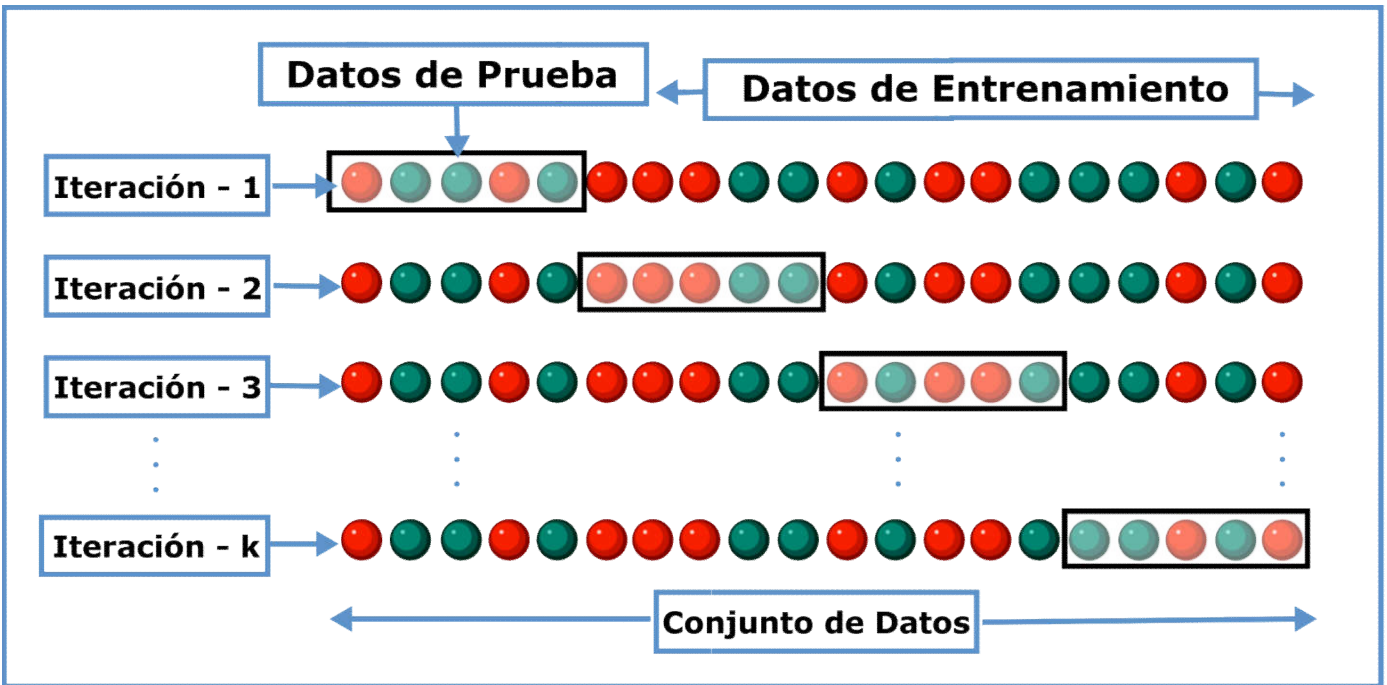 Datos de Prueba
Datos de Entrenamiento
Iteración - 1
Iteración - 2
Iteración - 3
Iteración - k
Conjunto de Datos